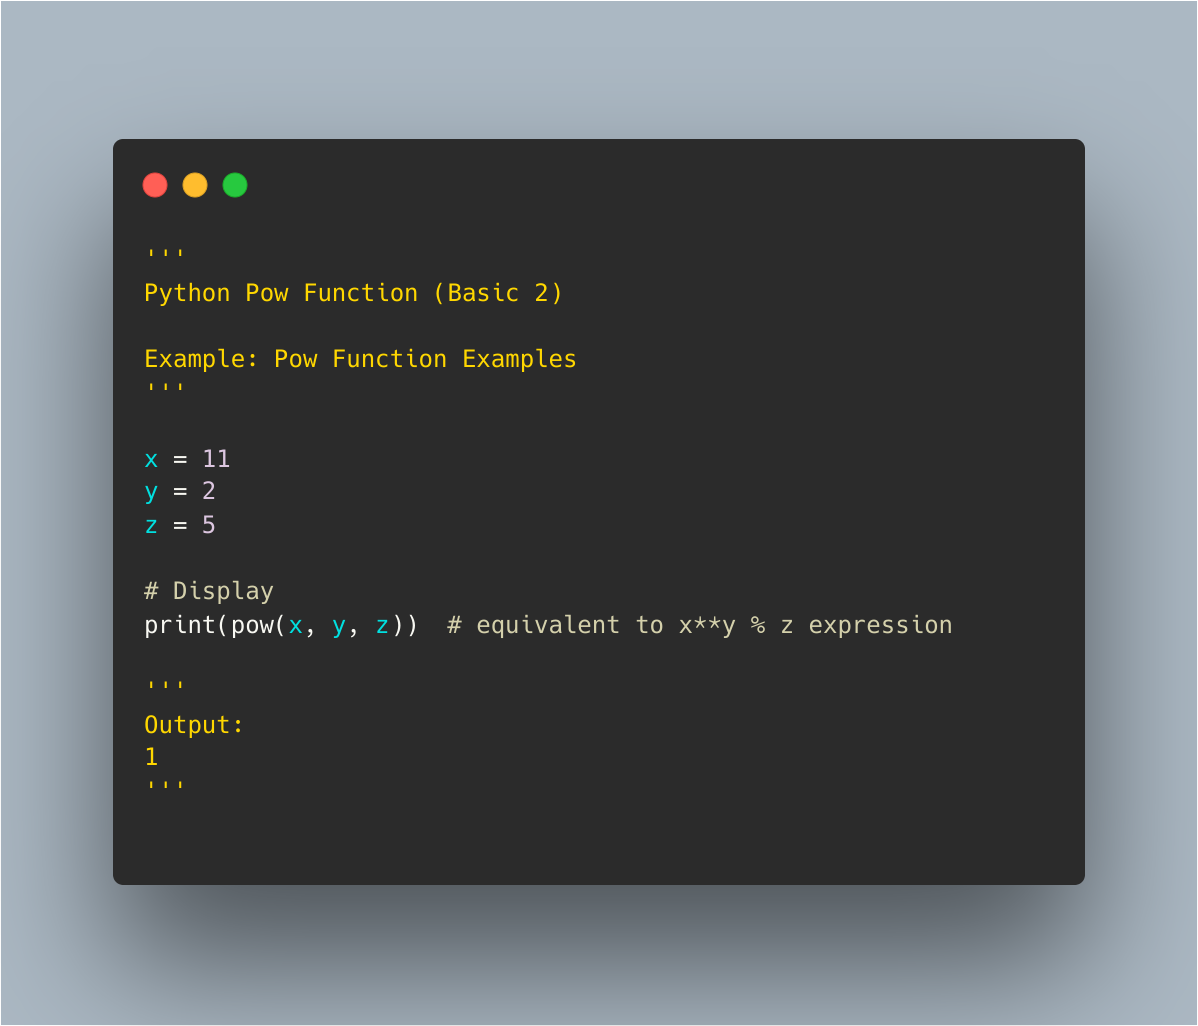 '''
Python Pow Function (Basic 2)
Example: Pow Function Examples
'''
x = 11
y = 2
z = 5
# Display
print(pow(x, y, z))  # equivalent to x**y % z expression
'''
Output:
1
'''